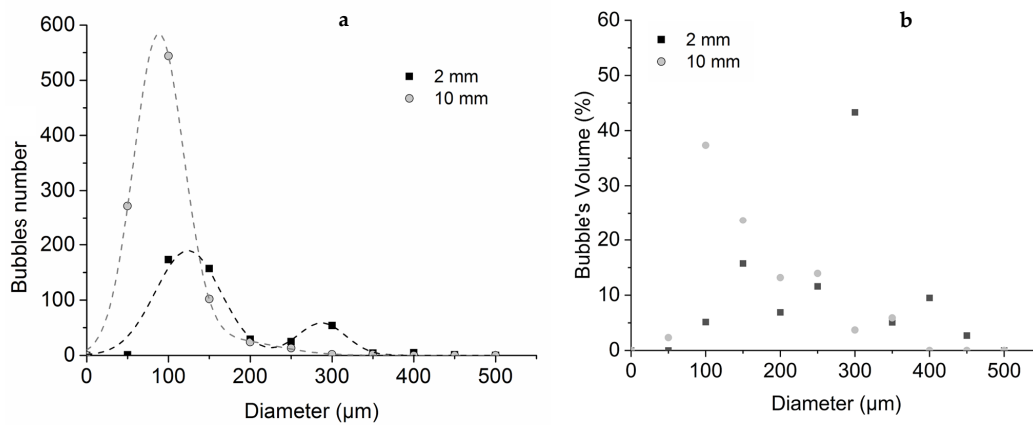 a
600
500
400
300
200
100
0
Bubbles number
2 mm
10 mm
0 100 200 300 400 500
Diameter (µm)
b
60
50
40
30
20
10
0
Bubble's Volume (%)
2 mm
10 mm
0 100 200 300 400 500
Diameter (µm)